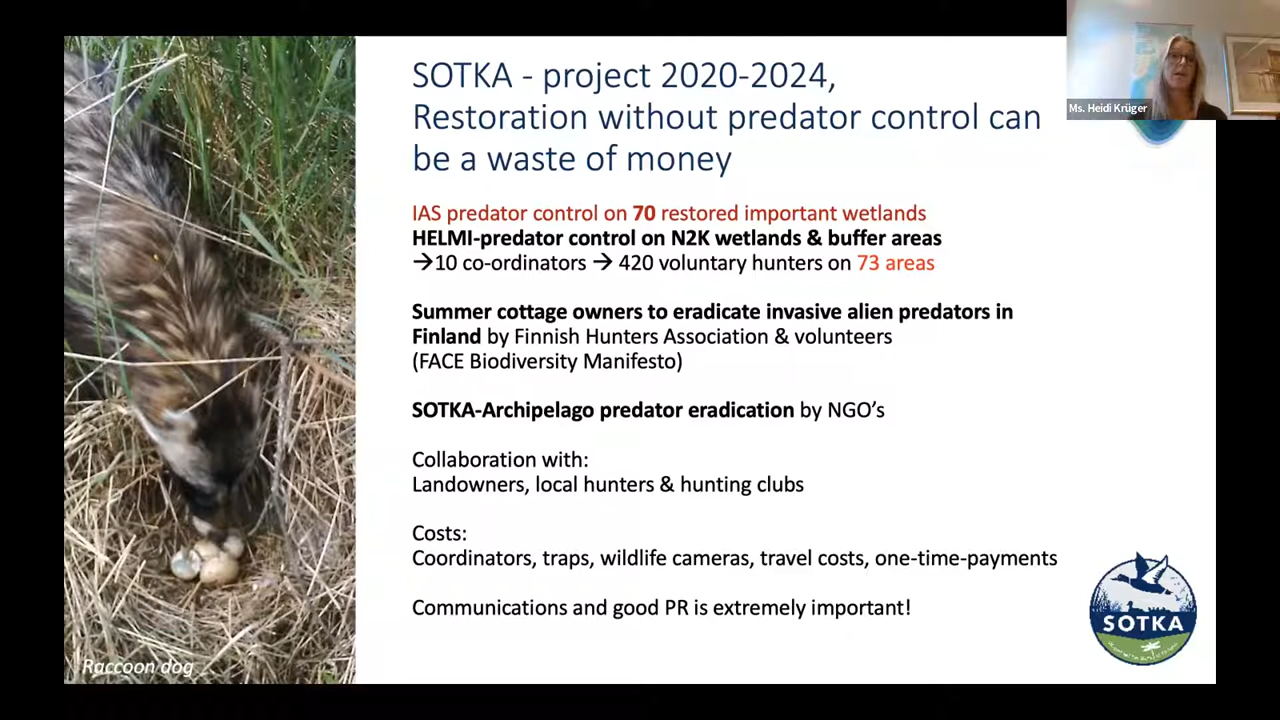 SOTKA - project 2020-2024,
Restoration without predator control can
be a waste of money
Ms. Heidi Krüger
IAS predator control on 70 restored important wetlands
HELMI-predator control on N2K wetlands & buffer areas
→10 co-ordinators → 420 voluntary hunters on 73 areas
Summer cottage owners to eradicate invasive alien predators in
Finland by Finnish Hunters Association & volunteers
(FACE Biodiversity Manifesto)
SOTKA-Archipelago predator eradication by NGO’s
Collaboration with:
Landowners, local hunters & hunting clubs
Costs:
Coordinators, traps, wildlife cameras, travel costs, one-time-payments
Communications and good PR is extremely important!
SOTKA
Raccoon dog